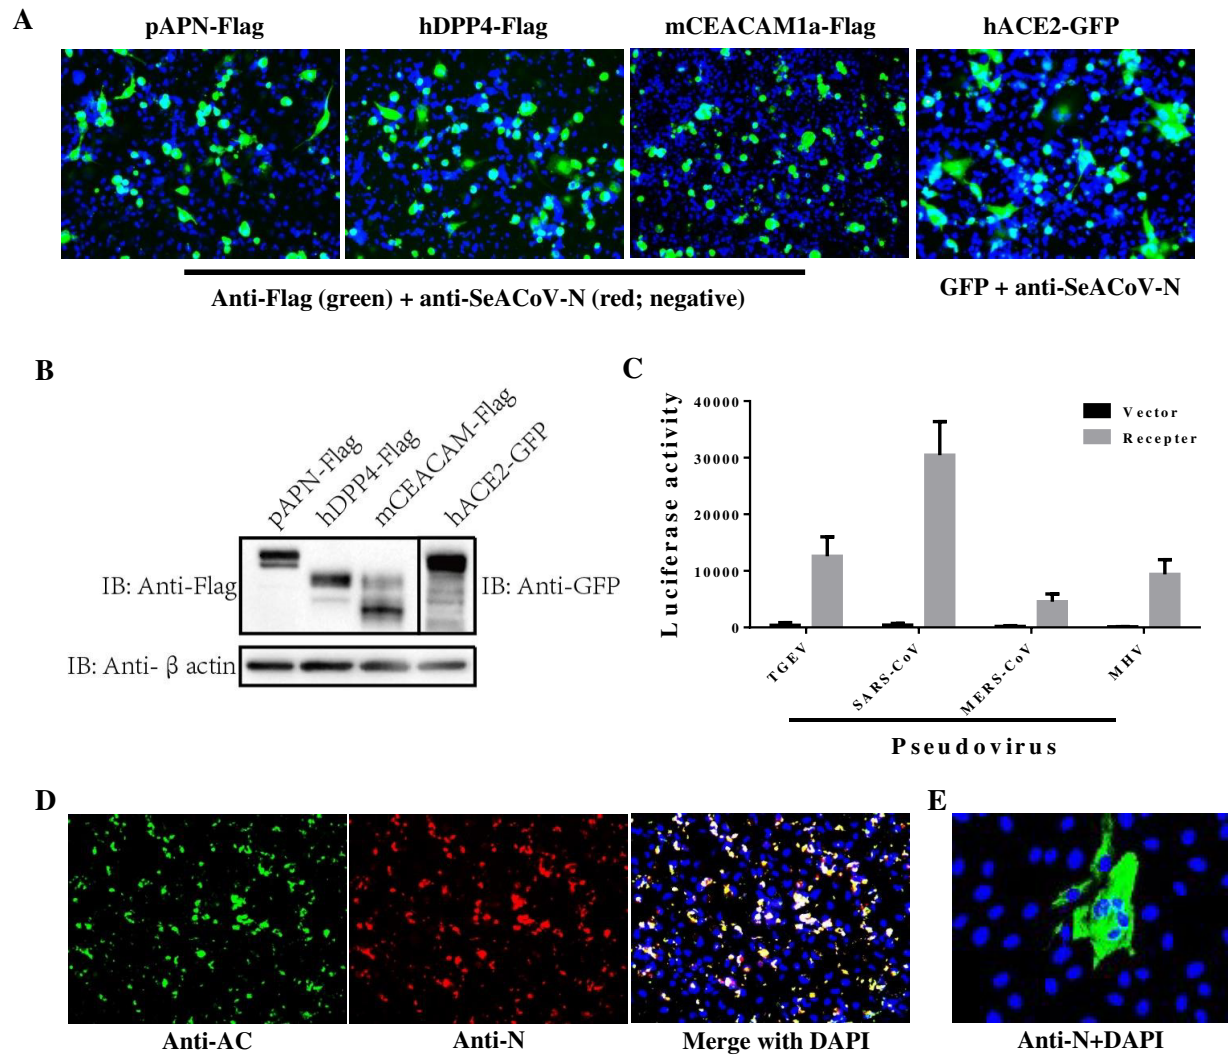 A
pAPN-Flag
hDPP4-Flag
mCEACAM1a-Flag
hACE2-GFP
Anti-Flag (green) + anti-SeACoV-N (red; negative)
GFP + anti-SeACoV-N
B
pAPN-Flag
hDPP4-Flag
mCEACAM-Flag
hACE2-GFP
IB: Anti-Flag
IB: Anti-GFP
IB: Anti- β actin
C
Luciferase activity
40000
30000
20000
10000
0
Vector
Recepter
TGEV
SARS-CoV
MERS-CoV
MHV
Pseudovirus
D
Anti-AC
Anti-N
Merge with DAPI
E
Anti-N+DAPI